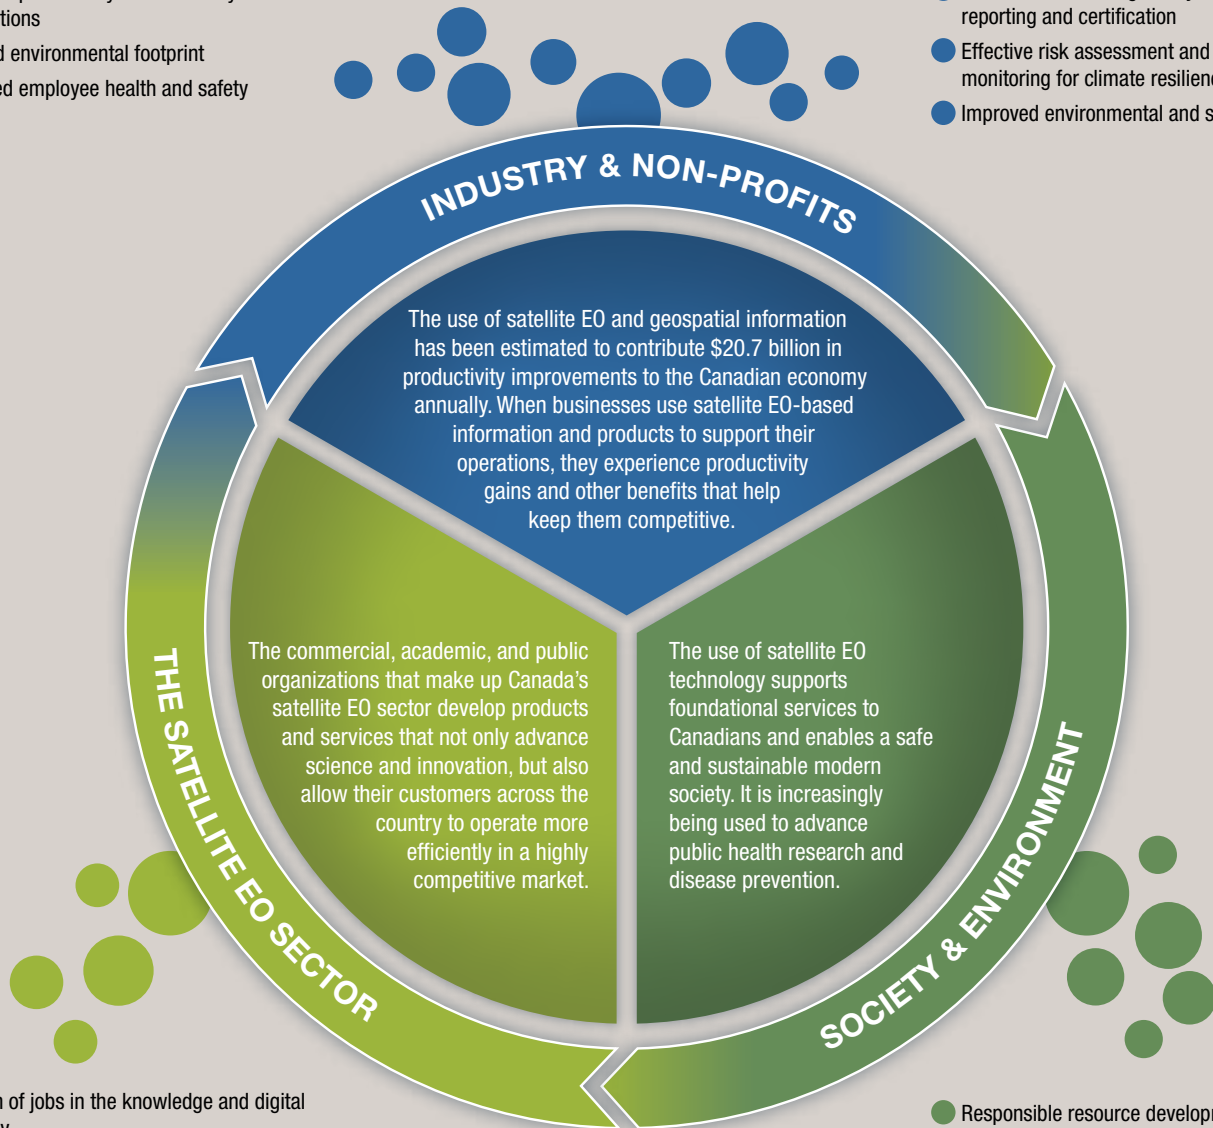 tions
environmental footprint
employee health and safety
reporting and certification
Effective risk assessment and
monitoring for climate
Improved environmental and
INDUSTRY & NON-PROFITS
The use of satellite EO and geospatial information
has been estimated to contribute $20.7 billion in
productivity improvements to the Canadian economy
annually. When businesses use satellite EO-based
information and products to support their
operations, they experience productivity
gains and other benefits that help
keep them competitive.
THE SATELLITE EO SECTOR
The commercial, academic, and public
organizations that make up Canada’s
satellite EO sector develop products
and services that not only advance
science and innovation, but also
allow their customers across the
country to operate more
efficiently in a highly
competitive market.
The use of satellite EO
technology supports
foundational services to
Canadians and enables a safe
and sustainable modern
society. It is increasingly
being used to advance
public health research and
disease prevention.
SOCIETY & ENVIRONMENT
of jobs in the knowledge and digital
Responsible resource